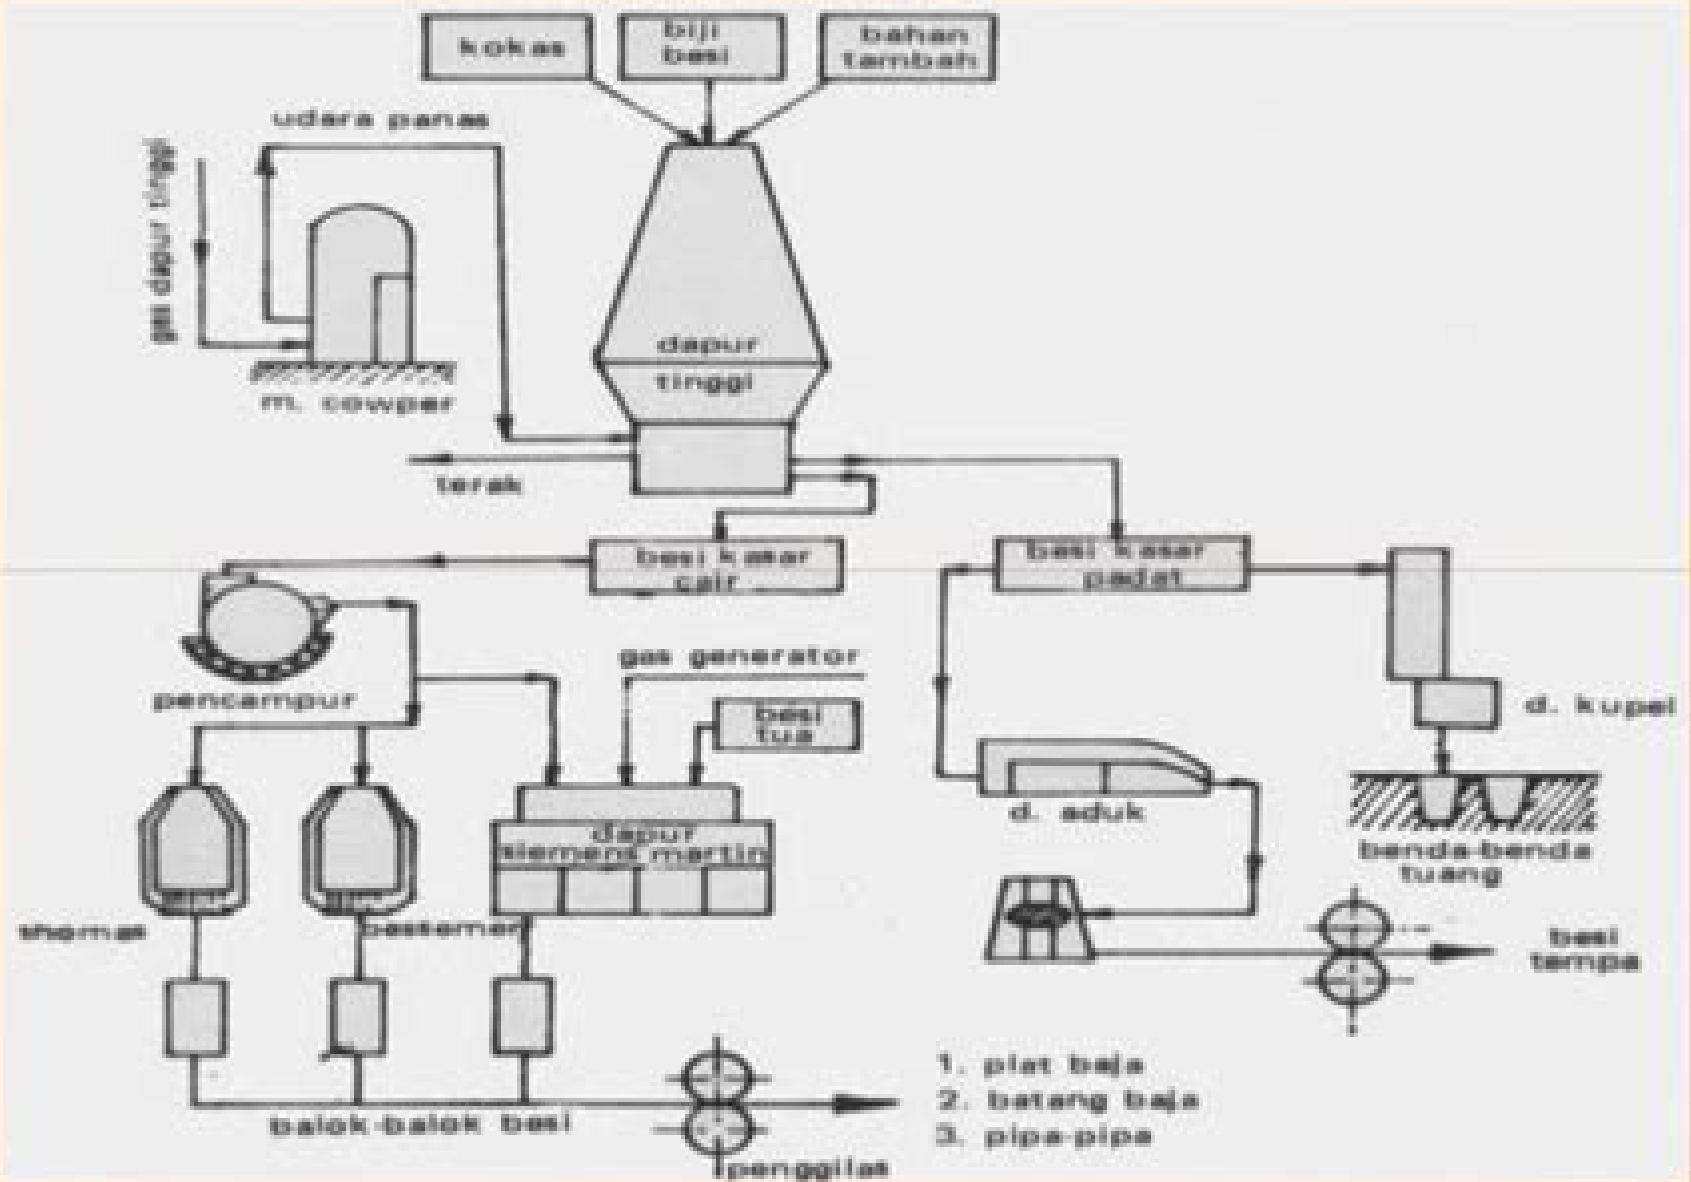 kokas
biji
besi
bahan
tambah
udara panas
gas dapur tinggi
dapur
tinggi
m. cowper
terak
besi kasar
cair
besi kasar
padat
gas generator
pencampur
besi
tua
d. kupel
d. aduk
dapur
siemens martin
benda-benda
tuang
thomas
bessemer
besi
tempa
1. plat baja
2. batang baja
3. pipa-pipa
balok-balok besi
penggilas